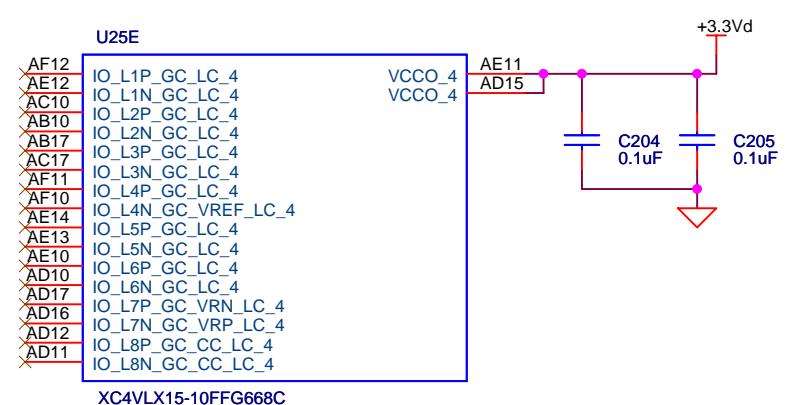 U25E
+3.3Vd
AF12 IO_L1P_GC_LC_4 VCCO_4 AE11
AE12 IO_L1N_GC_LC_4 VCCO_4 AD15
AC10 IO_L2P_GC_LC_4
AB10 IO_L2N_GC_LC_4
AB17 IO_L3P_GC_LC_4
AC17 IO_L3N_GC_LC_4
AF11 IO_L4P_GC_LC_4
AF10 IO_L4N_GC_VREF_LC_4
AE14 IO_L5P_GC_LC_4
AE13 IO_L5N_GC_LC_4
AE10 IO_L6P_GC_LC_4
AD10 IO_L6N_GC_LC_4
AD17 IO_L7P_GC_VRN_LC_4
AD16 IO_L7N_GC_VRP_LC_4
AD12 IO_L8P_GC_CC_LC_4
AD11 IO_L8N_GC_CC_LC_4
C204
0.1uF
C205
0.1uF
XC4VLX15-10FFG668C